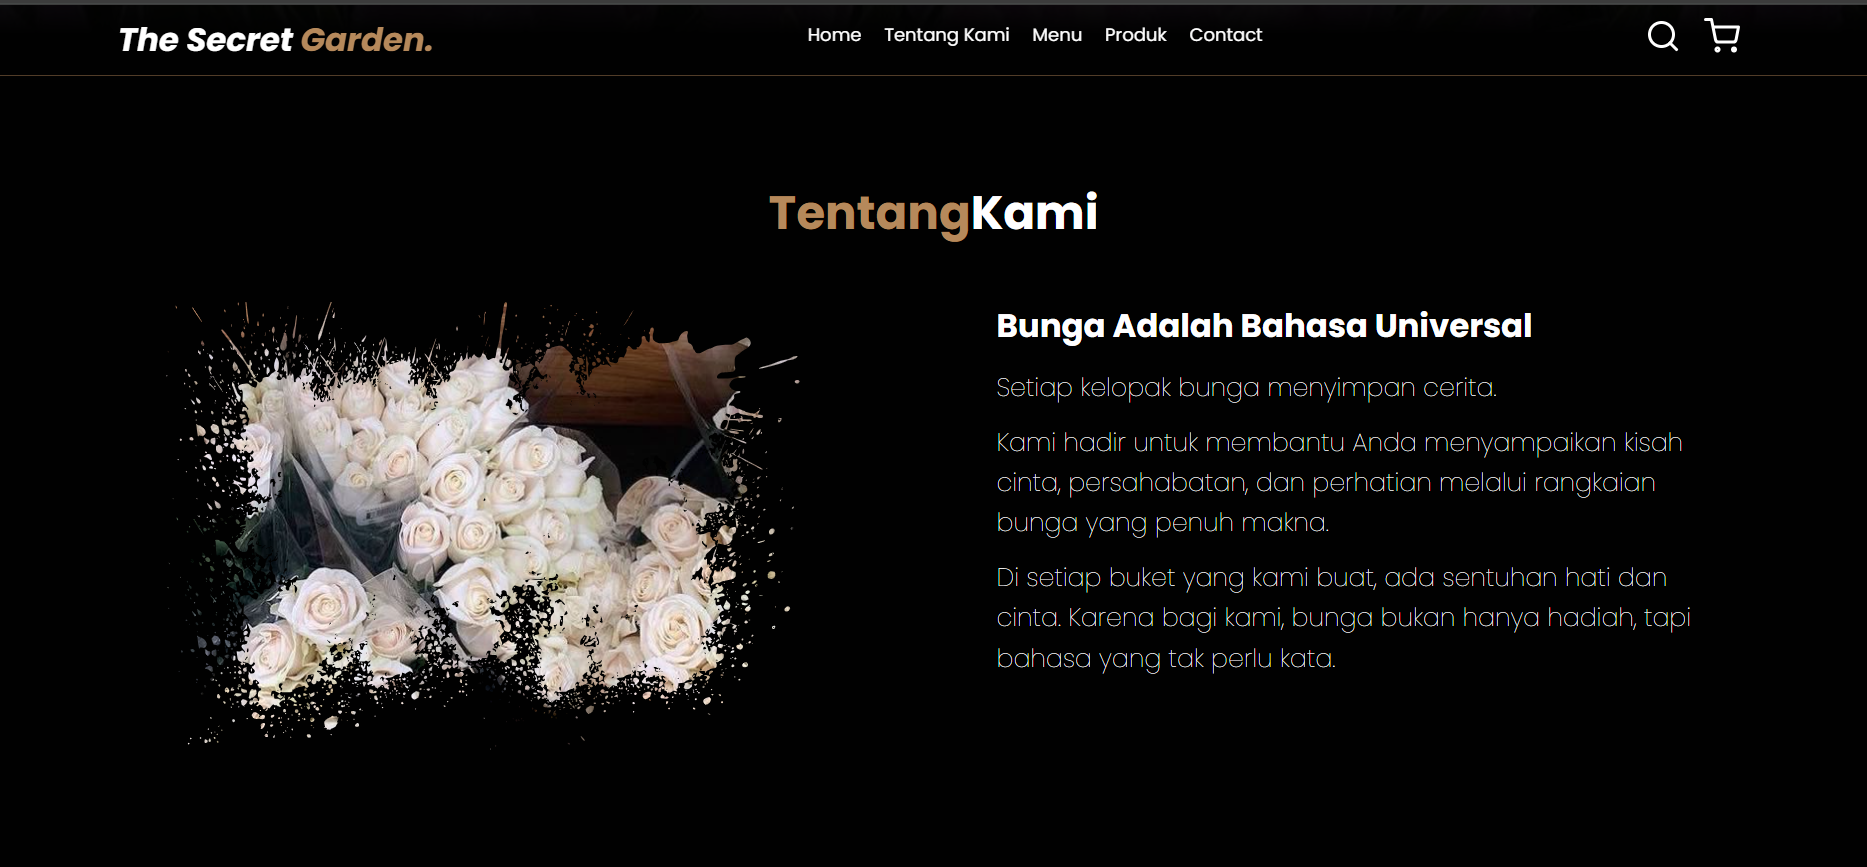 The Secret Garden.
Home Tentang Kami Menu Produk Contact
TentangKami
Bunga Adalah Bahasa Universal
Setiap kelopak bunga menyimpan cerita.
Kami hadir untuk membantu Anda menyampaikan kisah
cinta, persahabatan, dan perhatian melalui rangkaian
bunga yang penuh makna.
Di setiap buket yang kami buat, ada sentuhan hati dan
cinta. Karena bagi kami, bunga bukan hanya hadiah, tapi
bahasa yang tak perlu kata.